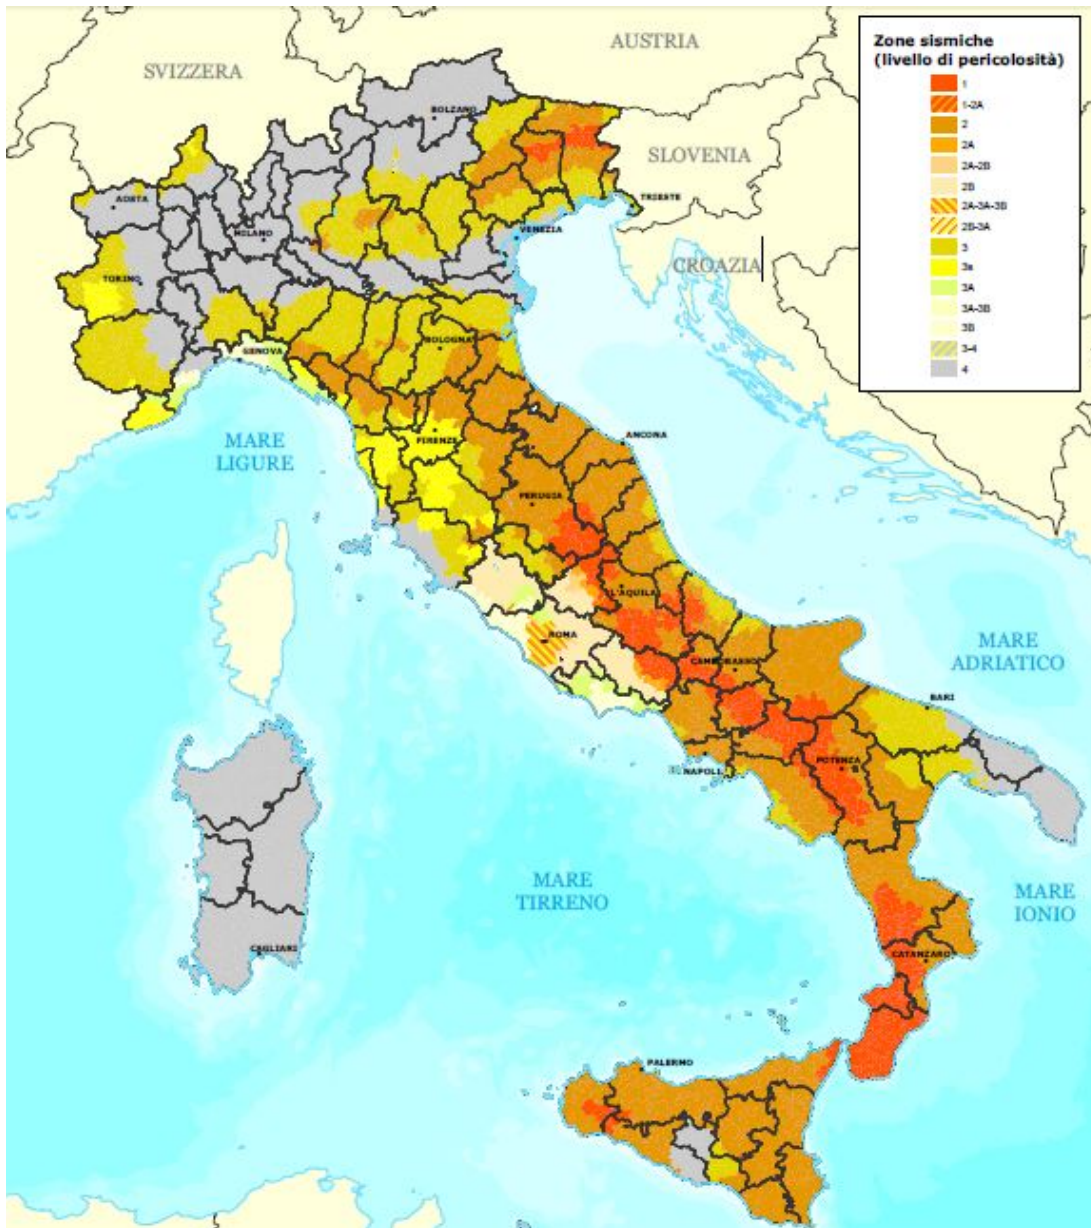 Zone sismiche
(livello di pericolosità)
1
1-2A
2
2A
2A-2B
2B
2A-3A-3B
2B-3A
3
3s
3A
3A-3B
3B
3-4
4
AUSTRIA
SVIZZERA
BOLZANO
SLOVENIA
AOSTA
TRIESTE
MILANO
VENEZIA
CROAZIA
TORINO
BOLOGNA
GENOVA
MARE
LIGURE
FIRENZE
ANCONA
PERUGIA
L'AQUILA
ROMA
MARE
ADRIATICO
CAMPOBASSO
BARI
POTENZA
NAPOLI
MARE
TIRRENO
MARE
IONIO
CAGLIARI
CATANZARO
PALERMO